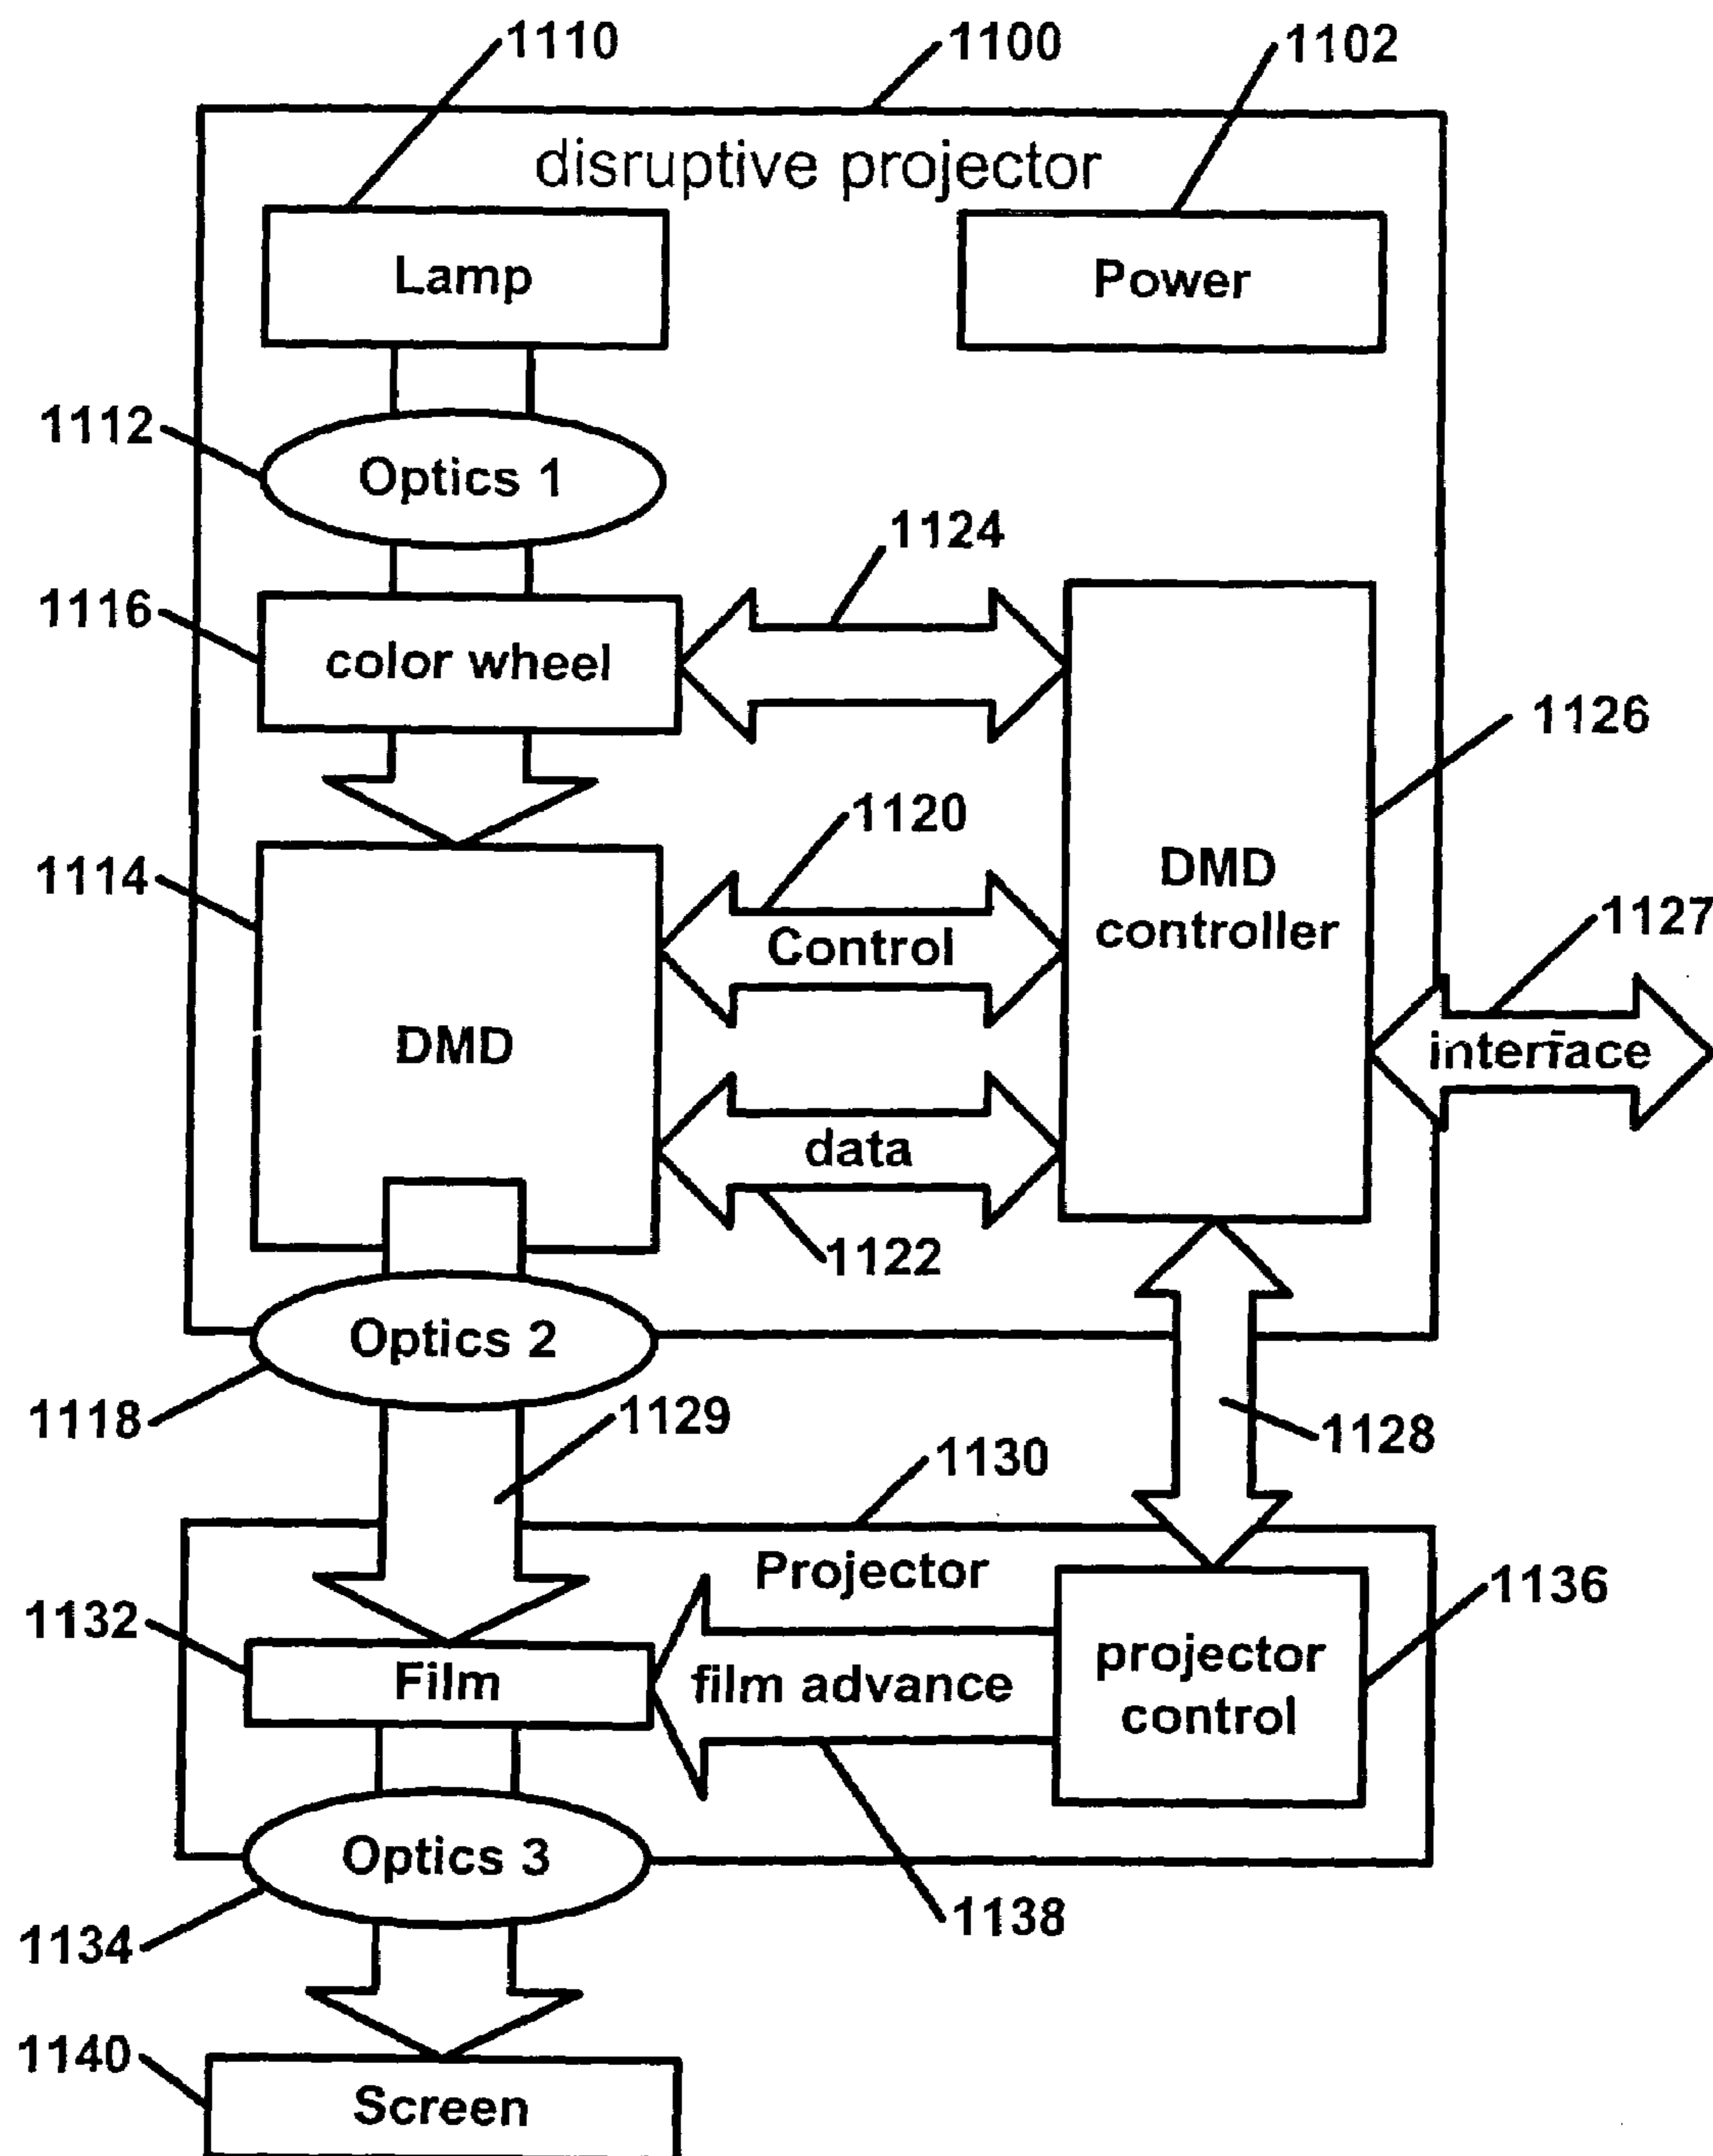 1110
1100
1102
disruptive projector
Lamp
Power
1112
Optics 1
1124
1116
color wheel
1126
1120
1114
DMD
controller
Control
1127
DMD
interface
data
1122
Optics 2
1118
1129
1128
1130
Projector
1136
1132
Film
film advance
projector
control
Optics 3
1138
1134
1140
Screen